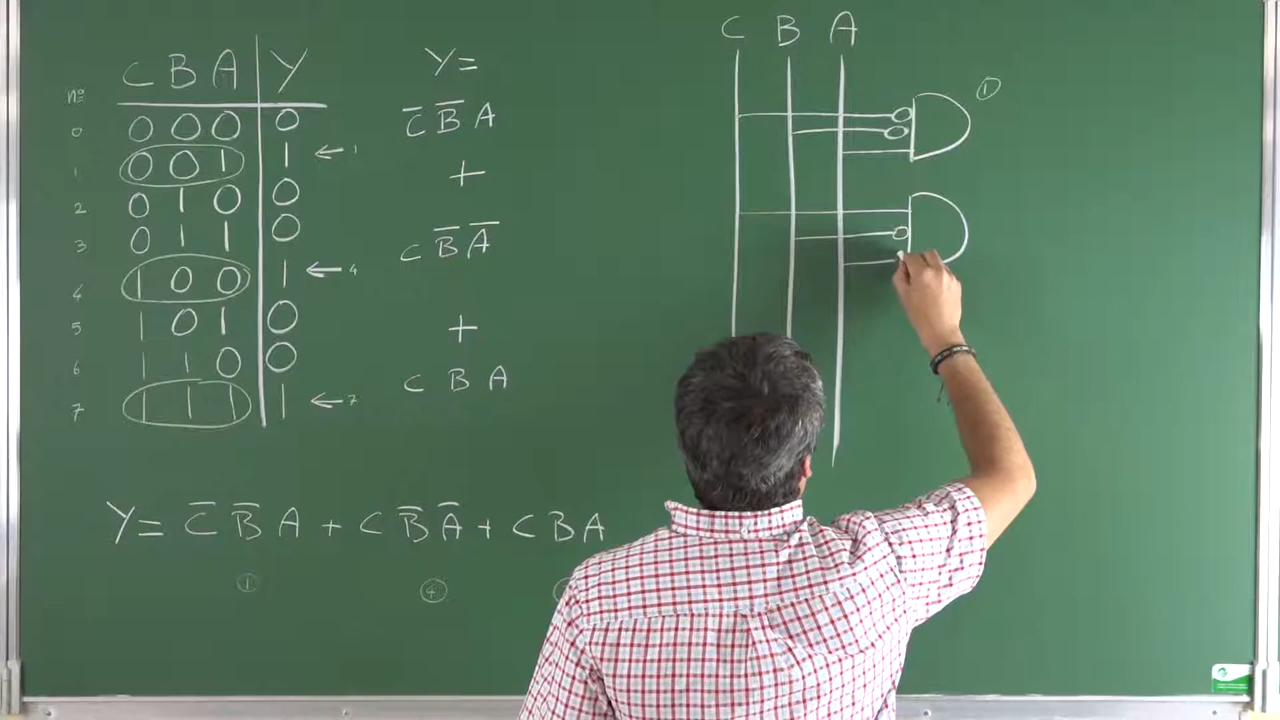 C B A Y
nº
0 0 0 0 0
1 0 0 1 1 ← 1
2 0 1 0 0
3 0 1 1 0
4 1 0 0 1 ← 4
5 1 0 1 0
6 1 1 0 0
7 1 1 1 1 ← 7
Y=
C̅ B̅ A
+
C B̅ A̅
+
C B A
Y= C̅ B̅ A + C B̅ A̅ + C B A
① ④
C B A
①